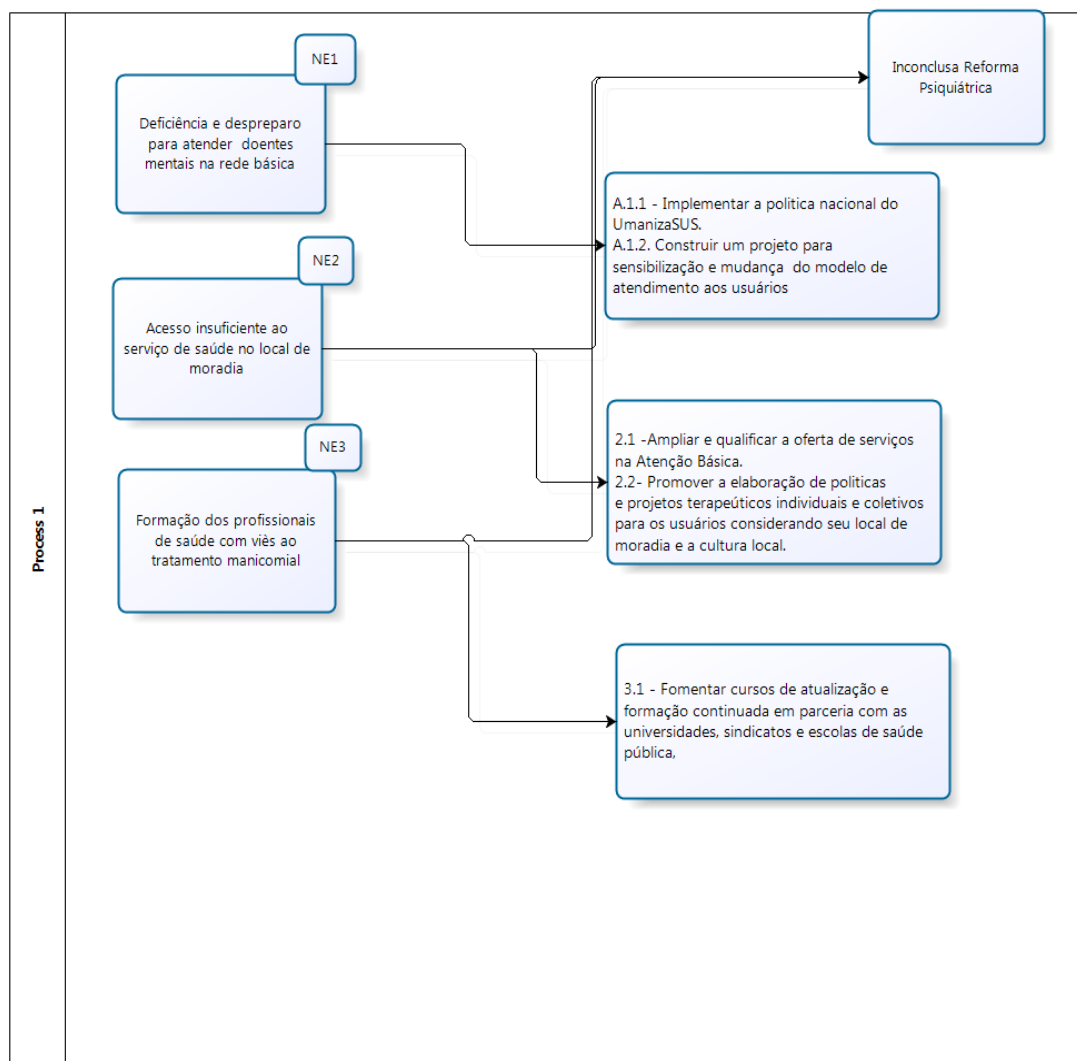 Process 1
NE1
Deficiência e despreparo
para atender  doentes
mentais na rede básica
Inconclusa Reforma
Psiquiátrica
A.1.1 - Implementar a politica nacional do
UmanizaSUS.
A.1.2. Construir um projeto para
sensibilização e mudança  do modelo de
atendimento aos usuários
NE2
Acesso insuficiente ao
serviço de saúde no local de
moradia
2.1 -Ampliar e qualificar a oferta de serviços
na Atenção Básica.
2.2- Promover a elaboração de politicas
e projetos terapeúticos individuais e coletivos
para os usuários considerando seu local de
moradia e a cultura local.
NE3
Formação dos profissionais
de saúde com viès ao
tratamento manicomial
3.1 - Fomentar cursos de atualização e
formação continuada em parceria com as
universidades, sindicatos e escolas de saúde
pública,